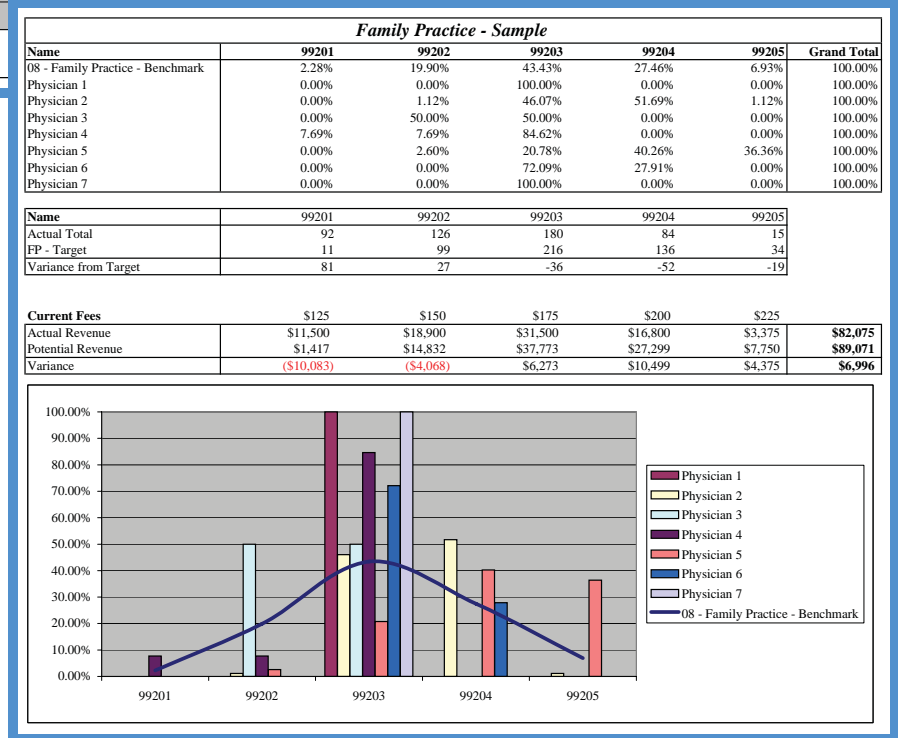 Family Practice - Sample
Name 99201 99202 99203 99204 99205 Grand Total
08 - Family Practice - Benchmark 2.28% 19.90% 43.43% 27.46% 6.93% 100.00%
Physician 1 0.00% 0.00% 100.00% 0.00% 0.00% 100.00%
Physician 2 0.00% 1.12% 46.07% 51.69% 1.12% 100.00%
Physician 3 0.00% 50.00% 50.00% 0.00% 0.00% 100.00%
Physician 4 7.69% 7.69% 84.62% 0.00% 0.00% 100.00%
Physician 5 0.00% 2.60% 20.78% 40.26% 36.36% 100.00%
Physician 6 0.00% 0.00% 72.09% 27.91% 0.00% 100.00%
Physician 7 0.00% 0.00% 100.00% 0.00% 0.00% 100.00%
Name 99201 99202 99203 99204 99205
Actual Total 92 126 180 84 15
FP - Target 11 99 216 136 34
Variance from Target 81 27 -36 -52 -19
Current Fees $125 $150 $175 $200 $225
Actual Revenue $11,500 $18,900 $31,500 $16,800 $3,375 $82,075
Potential Revenue $1,417 $14,832 $37,773 $27,299 $7,750 $89,071
Variance ($10,083) ($4,068) $6,273 $10,499 $4,375 $6,996
100.00%
90.00%
80.00%
70.00%
60.00%
50.00%
40.00%
30.00%
20.00%
10.00%
0.00%
99201 99202 99203 99204 99205
Physician 1
Physician 2
Physician 3
Physician 4
Physician 5
Physician 6
Physician 7
08 - Family Practice - Benchmark